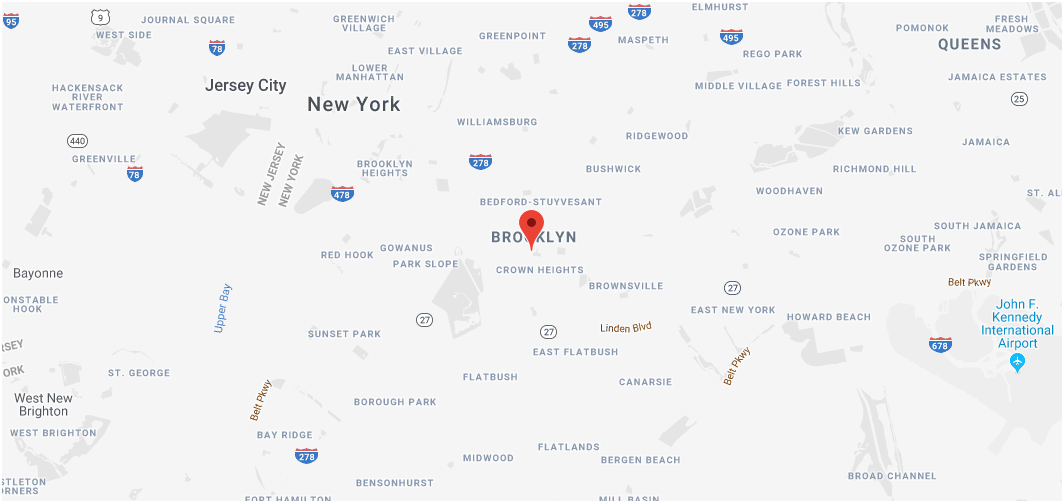 95
9
JOURNAL SQUARE
WEST SIDE
78
GREENWICH
VILLAGE
EAST VILLAGE
GREENPOINT
278
495
278
MASPETH
ELMHURST
495
REGO PARK
POMONOK
FRESH
MEADOWS
QUEENS
HACKENSACK
RIVER
WATERFRONT
Jersey City
LOWER
MANHATTAN
New York
MIDDLE VILLAGE
FOREST HILLS
JAMAICA ESTATES
25
440
GREENVILLE
78
WILLIAMSBURG
RIDGEWOOD
KEW GARDENS
JAMAICA
NEW JERSEY
NEW YORK
BROOKLYN
HEIGHTS
278
478
BUSHWICK
RICHMOND HILL
WOODHAVEN
ST. AL
BEDFORD-STUYVESANT
BRO KLYN
OZONE PARK
SOUTH JAMAICA
SOUTH
OZONE PARK
SPRINGFIELD
GARDENS
RED HOOK
GOWANUS
PARK SLOPE
CROWN HEIGHTS
BROWNSVILLE
27
Belt Pkwy
Bayonne
ONSTABLE
HOOK
Upper Bay
27
27
Linden Blvd
EAST NEW YORK
HOWARD BEACH
John F.
Kennedy
International
Airport
678
SUNSET PARK
EAST FLATBUSH
RSEY
ORK
ST. GEORGE
Belt Pkwy
FLATBUSH
CANARSIE
Belt Pkwy
West New
Brighton
WEST BRIGHTON
BOROUGH PARK
BAY RIDGE
278
MIDWOOD
FLATLANDS
BERGEN BEACH
BROAD CHANNEL
STLETON
ORNERS
BENSONHURST
FORT HAMILTON
MILL BASIN